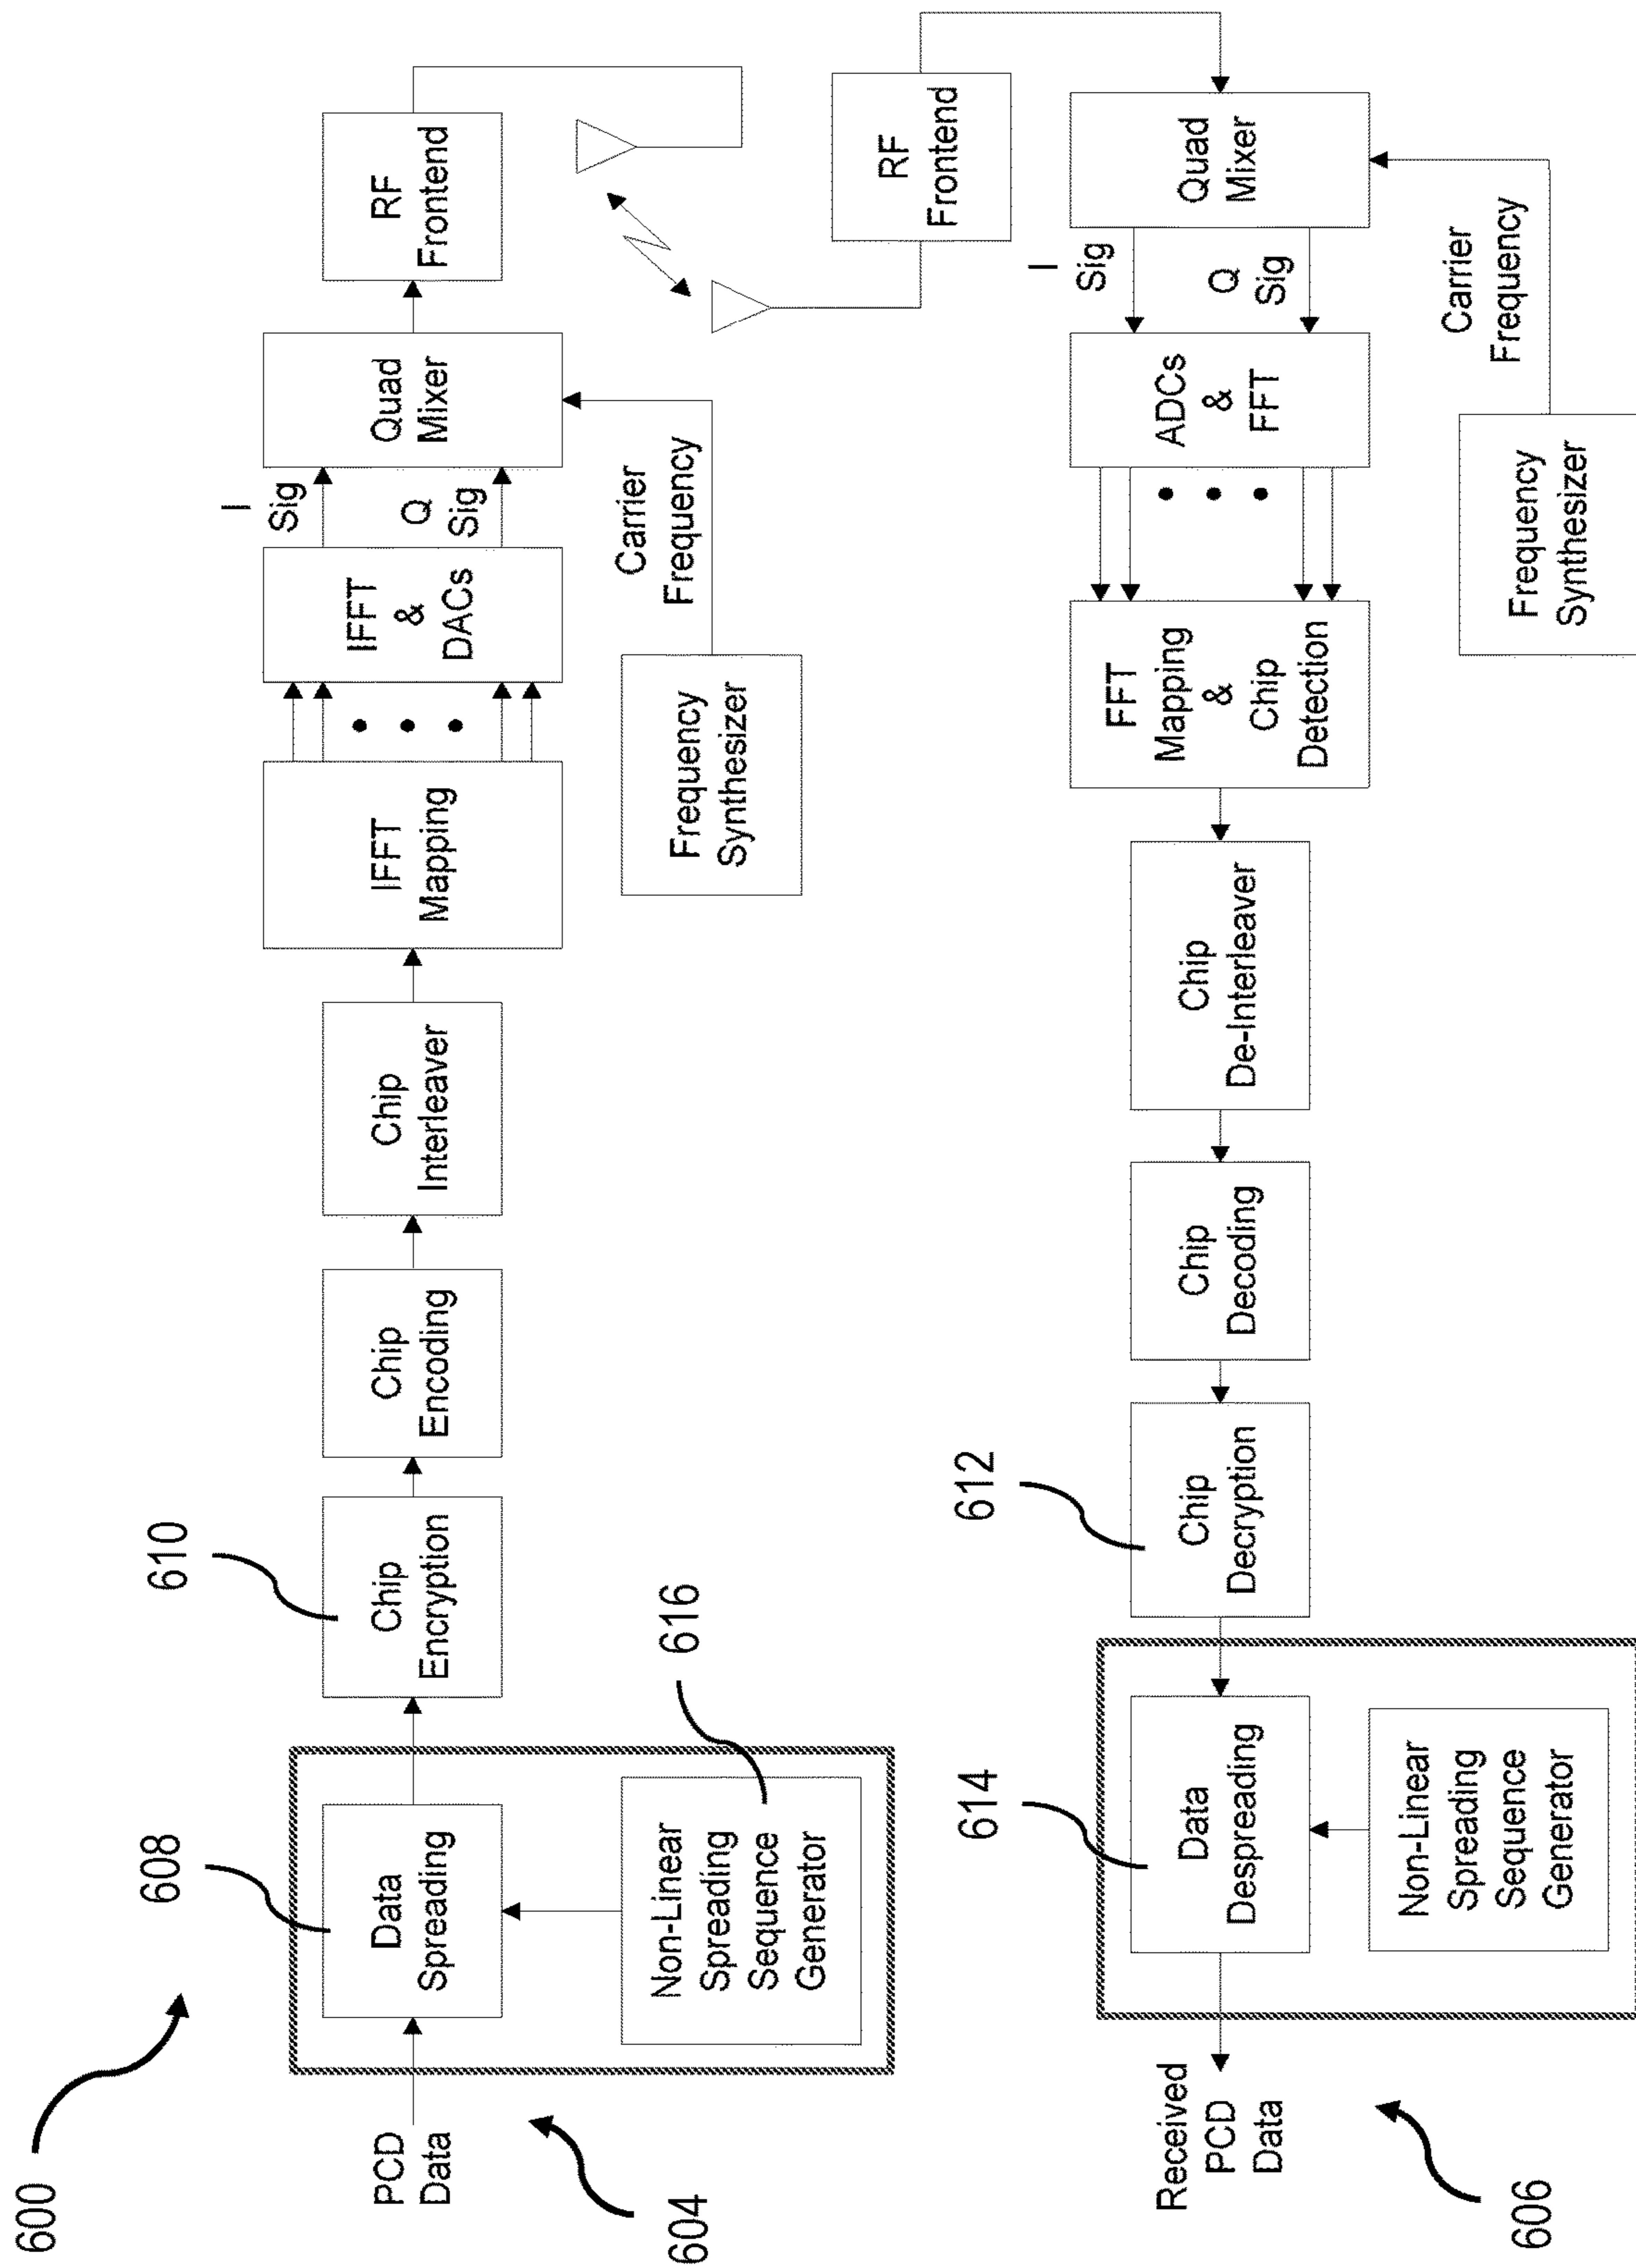 600
604
PCD
Data
608
Data
Spreading
Non-Linear
Spreading
Sequence
Generator
616
610
Chip
Encryption
Chip
Encoding
Chip
Interleaver
IFFT
Mapping
IFFT
&
DACs
I
Sig
Q
Sig
Quad
Mixer
Carrier
Frequency
Frequency
Synthesizer
RF
Frontend
RF
Frontend
Quad
Mixer
Carrier
Frequency
Frequency
Synthesizer
I
Sig
Q
Sig
ADCs
&
FFT
FFT
Mapping
&
Chip
Detection
Chip
De-Interleaver
Chip
Decoding
612
Chip
Decryption
614
Data
Despreading
Non-Linear
Spreading
Sequence
Generator
Received
PCD
Data
606